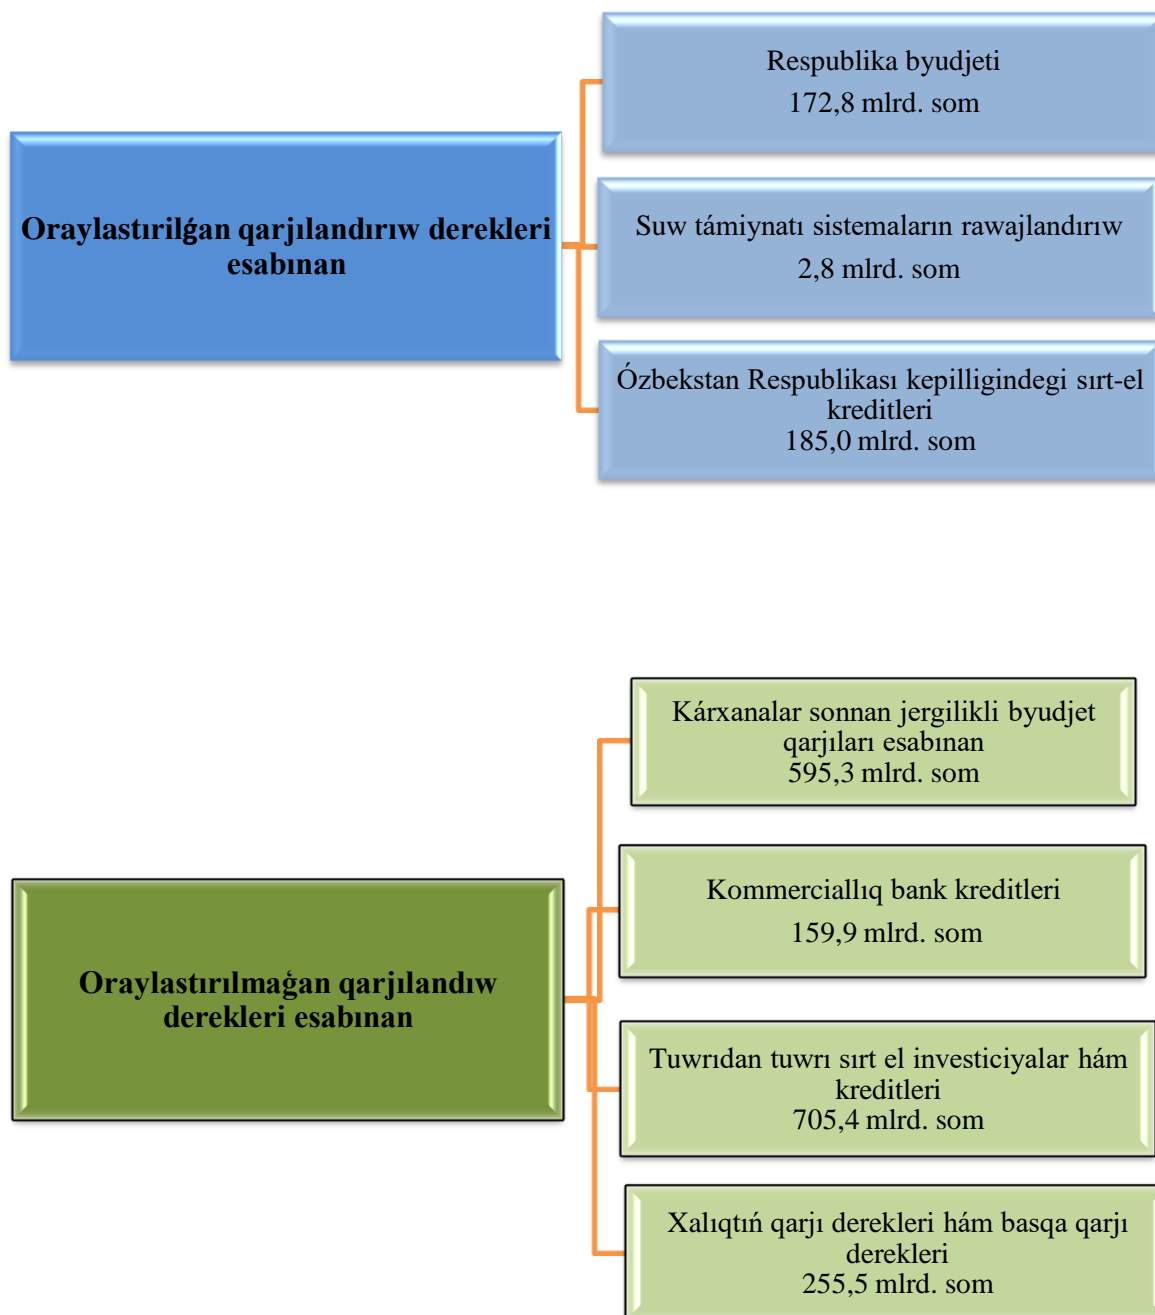 Respublika byudjeti
172,8 mlrd. som
Oraylastırılǵan qarjılandırıw derekleri
esabınan
Suw támiynatı sistemaların rawajlandırıw
2,8 mlrd. som
Ózbekstan Respublikası kepilligindegi sırt-el
kreditleri
185,0 mlrd. som
Kárxanalar sonnan jergilikli byudjet
qarjıları esabınan
595,3 mlrd. som
Kommerciallıq bank kreditleri
159,9 mlrd. som
Oraylastırılmaǵan qarjılandıw
derekleri esabınan
Tuwrıdan tuwrı sırt el investiciyalar hám
kreditleri
705,4 mlrd. som
Xalıqtıń qarjı derekleri hám basqa qarjı
derekleri
255,5 mlrd. som